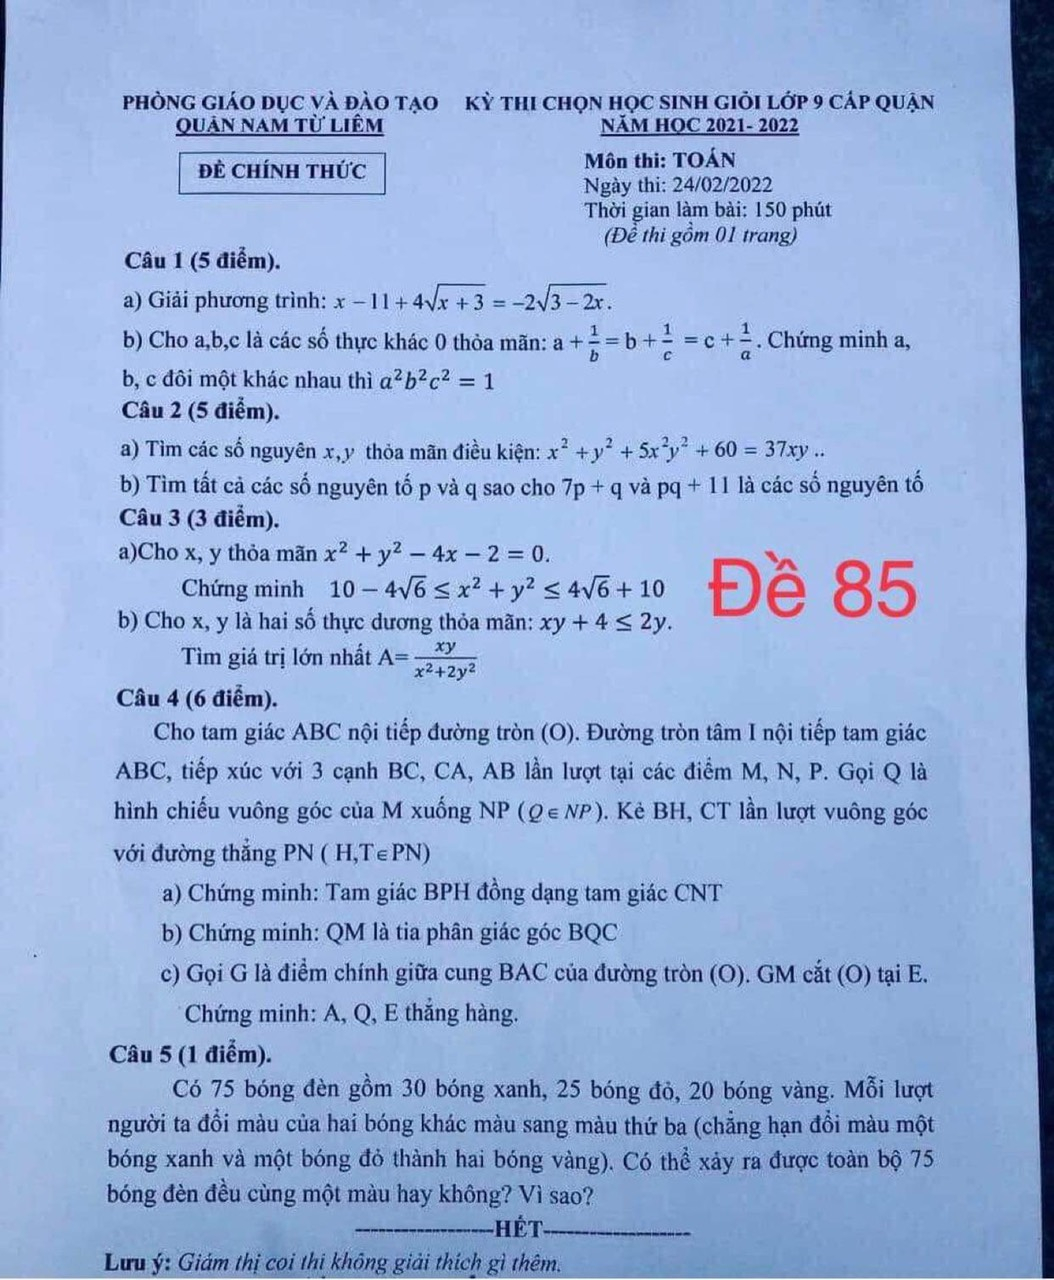 PHÒNG GIÁO DỤC VÀ ĐÀO TẠO KỲ THI CHỌN HỌC SINH GIỎI LỚP 9 CẤP QUẬN
QUẬN NAM TỪ LIÊM NĂM HỌC 2021- 2022
ĐỀ CHÍNH THỨC
Môn thi: TOÁN
Ngày thi: 24/02/2022
Thời gian làm bài: 150 phút
(Đề thi gồm 01 trang)
Câu 1 (5 điểm).
a) Giải phương trình: x − 11 + 4√(x + 3) = −2√(3 − 2x).
b) Cho a,b,c là các số thực khác 0 thỏa mãn: a + 1/b = b + 1/c = c + 1/a. Chứng minh a,
b, c đôi một khác nhau thì a²b²c² = 1
Câu 2 (5 điểm).
a) Tìm các số nguyên x,y thỏa mãn điều kiện: x² + y² + 5x²y² + 60 = 37xy ..
b) Tìm tất cả các số nguyên tố p và q sao cho 7p + q và pq + 11 là các số nguyên tố
Câu 3 (3 điểm).
a)Cho x, y thỏa mãn x² + y² − 4x − 2 = 0.
Chứng minh 10 − 4√6 ≤ x² + y² ≤ 4√6 + 10
Đề 85
b) Cho x, y là hai số thực dương thỏa mãn: xy + 4 ≤ 2y.
Tìm giá trị lớn nhất A= xy/(x²+2y²)
Câu 4 (6 điểm).
Cho tam giác ABC nội tiếp đường tròn (O). Đường tròn tâm I nội tiếp tam giác
ABC, tiếp xúc với 3 cạnh BC, CA, AB lần lượt tại các điểm M, N, P. Gọi Q là
hình chiếu vuông góc của M xuống NP (Q∈NP). Kẻ BH, CT lần lượt vuông góc
với đường thẳng PN ( H,T∈PN)
a) Chứng minh: Tam giác BPH đồng dạng tam giác CNT
b) Chứng minh: QM là tia phân giác góc BQC
c) Gọi G là điểm chính giữa cung BAC của đường tròn (O). GM cắt (O) tại E.
Chứng minh: A, Q, E thẳng hàng.
Câu 5 (1 điểm).
Có 75 bóng đèn gồm 30 bóng xanh, 25 bóng đỏ, 20 bóng vàng. Mỗi lượt
người ta đổi màu của hai bóng khác màu sang màu thứ ba (chẳng hạn đổi màu một
bóng xanh và một bóng đỏ thành hai bóng vàng). Có thể xảy ra được toàn bộ 75
bóng đèn đều cùng một màu hay không? Vì sao?
-----HẾT-----
Lưu ý: Giám thị coi thi không giải thích gì thêm.